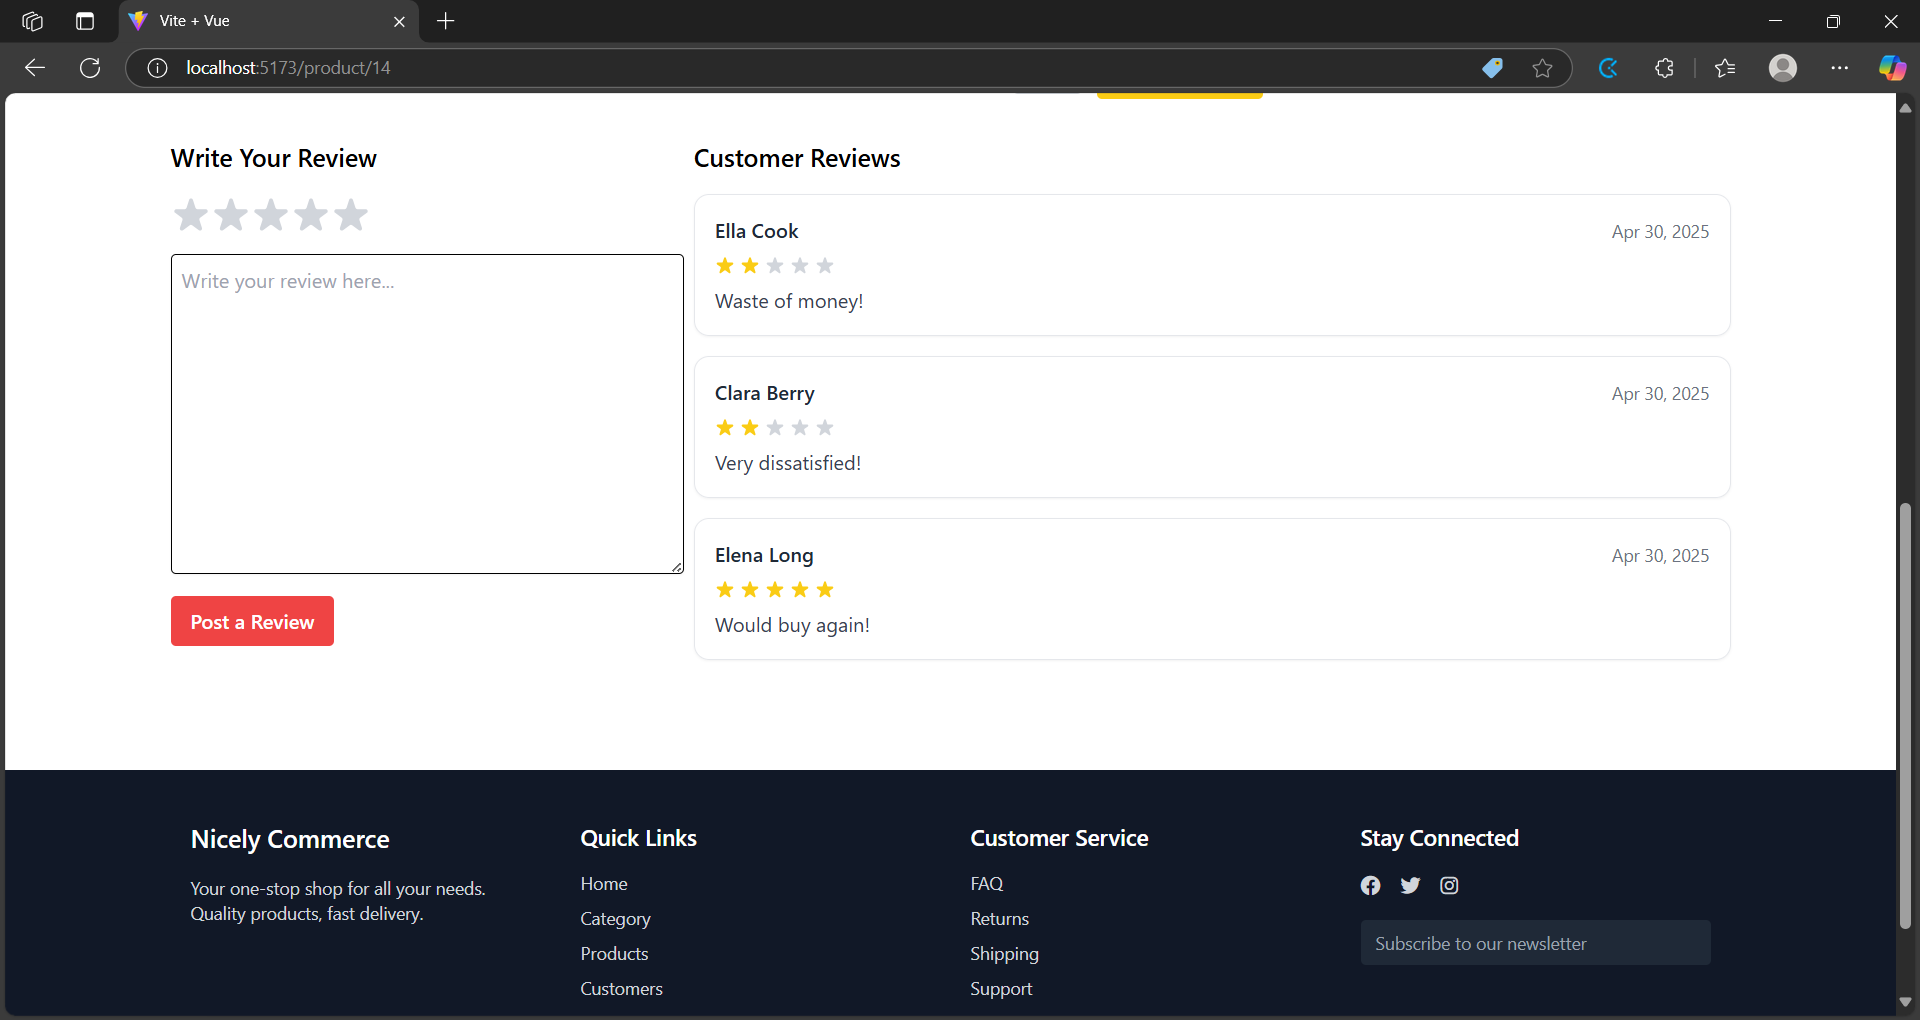 Vite + Vue
localhost:5173/product/14
Write Your Review
Write your review here...
Post a Review
Customer Reviews
Ella Cook
Apr 30, 2025
Waste of money!
Clara Berry
Apr 30, 2025
Very dissatisfied!
Elena Long
Apr 30, 2025
Would buy again!
Nicely Commerce
Your one-stop shop for all your needs.
Quality products, fast delivery.
Quick Links
Home
Category
Products
Customers
Customer Service
FAQ
Returns
Shipping
Support
Stay Connected
Subscribe to our newsletter